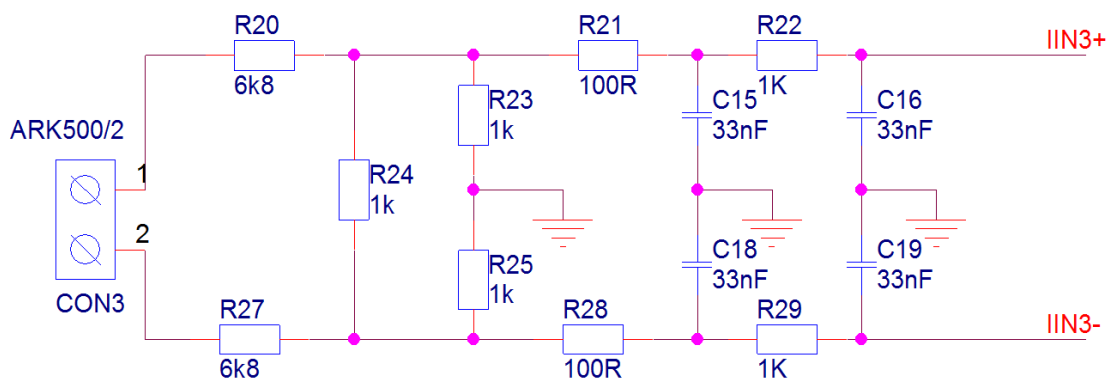 R20
6k8
R21
100R
R22
1K
IIN3+
R23
1k
C15
33nF
C16
33nF
ARK500/2
1
2
CON3
R24
1k
R25
1k
C18
33nF
C19
33nF
R27
6k8
R28
100R
R29
1K
IIN3-